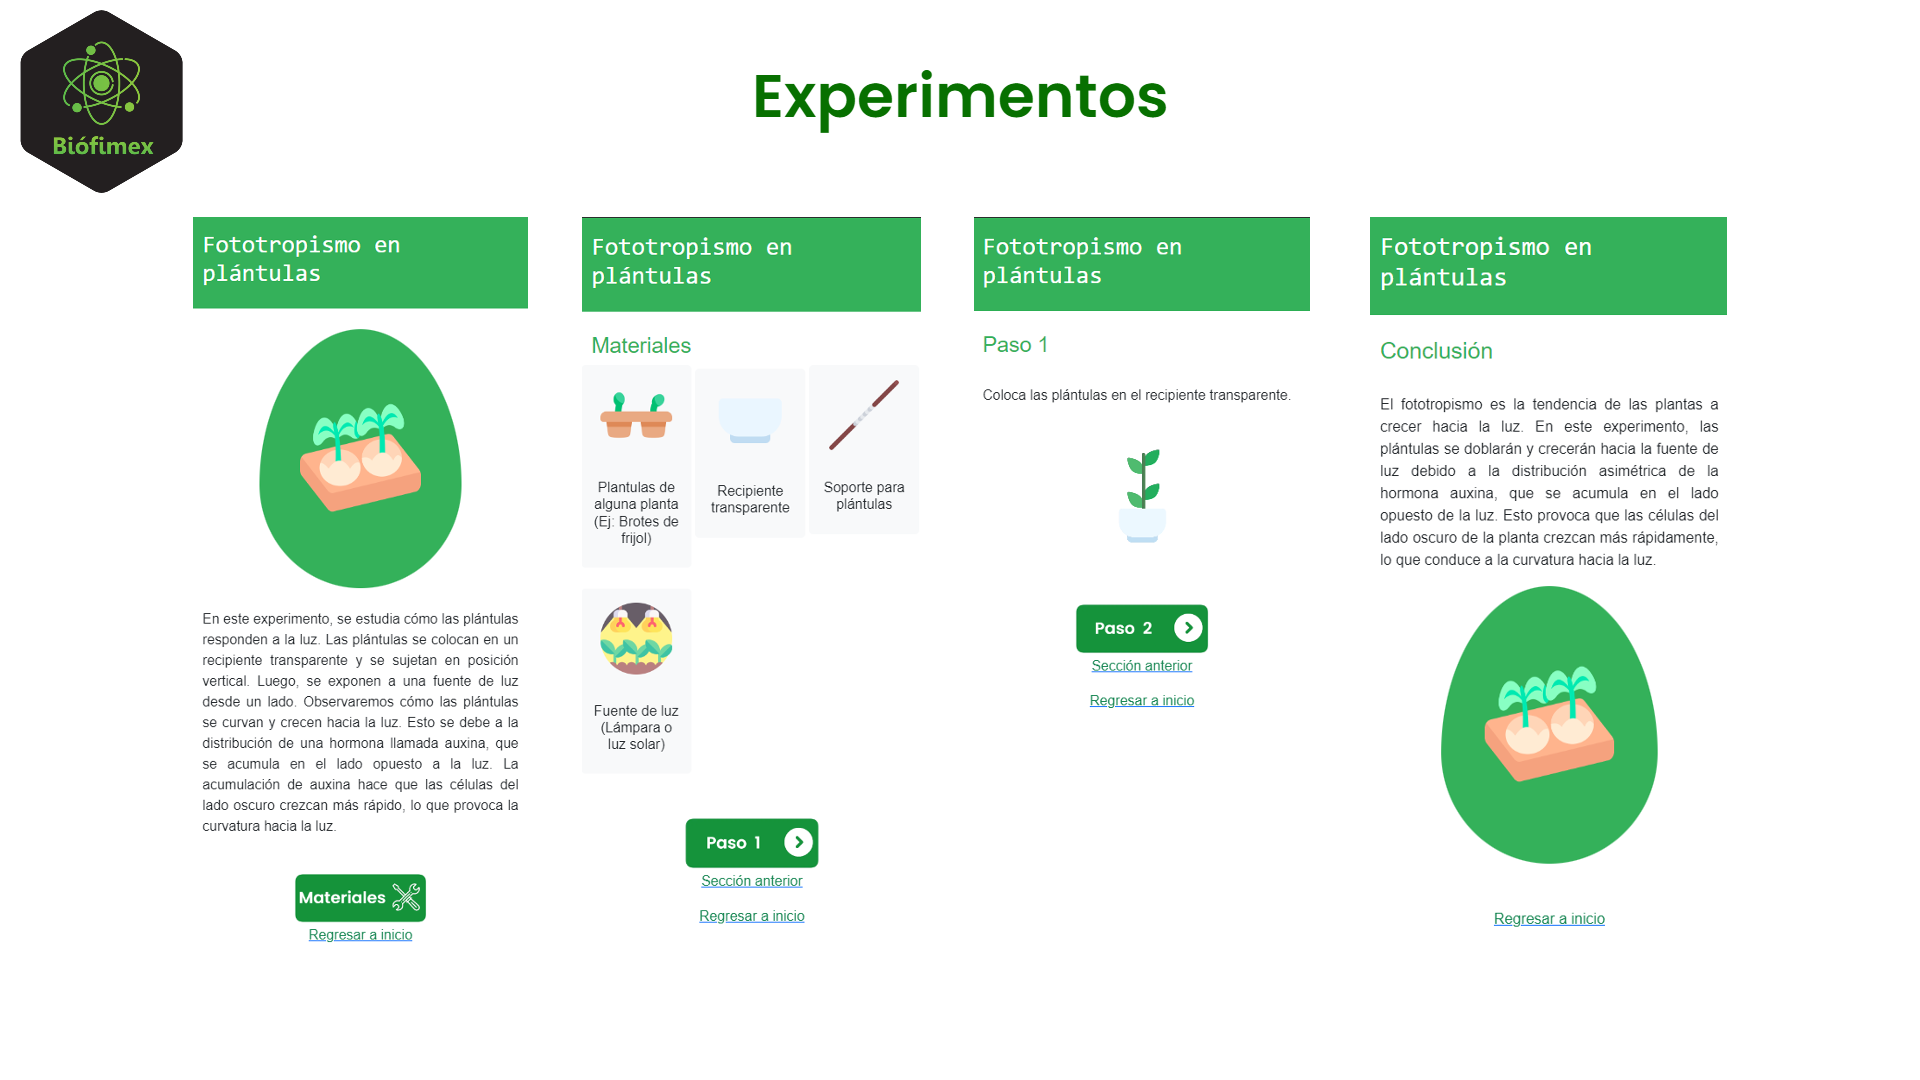 Biófimex
Experimentos
Fototropismo en
plántulas
En este experimento, se estudia cómo las plántulas
responden a la luz. Las plántulas se colocan en un
recipiente transparente y se sujetan en posición
vertical. Luego, se exponen a una fuente de luz
desde un lado. Observaremos cómo las plántulas
se curvan y crecen hacia la luz. Esto se debe a la
distribución de una hormona llamada auxina, que
se acumula en el lado opuesto a la luz. La
acumulación de auxina hace que las células del
lado oscuro crezcan más rápido, lo que provoca la
curvatura hacia la luz.
Materiales
Regresar a inicio
Fototropismo en
plántulas
Materiales
Plantulas de
alguna planta
(Ej: Brotes de
frijol)
Recipiente
transparente
Soporte para
plántulas
Fuente de luz
(Lámpara o
luz solar)
Paso 1
Sección anterior
Regresar a inicio
Fototropismo en
plántulas
Paso 1
Coloca las plántulas en el recipiente transparente.
Paso 2
Sección anterior
Regresar a inicio
Fototropismo en
plántulas
Conclusión
El fototropismo es la tendencia de las plantas a
crecer hacia la luz. En este experimento, las
plántulas se doblarán y crecerán hacia la fuente de
luz debido a la distribución asimétrica de la
hormona auxina, que se acumula en el lado
opuesto de la luz. Esto provoca que las células del
lado oscuro de la planta crezcan más rápidamente,
lo que conduce a la curvatura hacia la luz.
Regresar a inicio